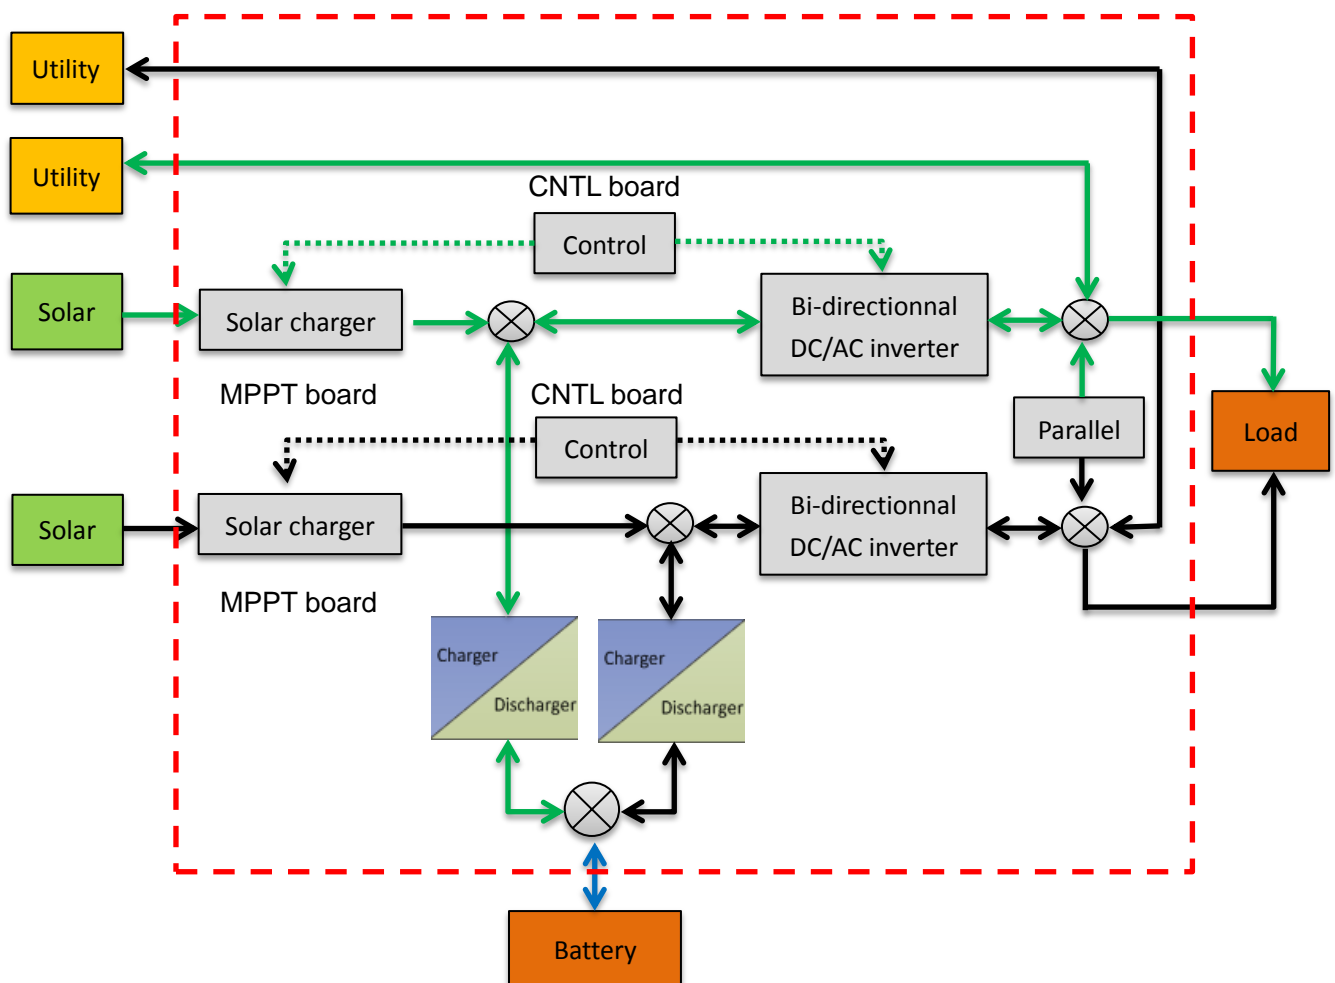 Utility
Utility
CNTL board
Control
Solar
Solar charger
Bi-directionnal
DC/AC inverter
MPPT board
CNTL board
Parallel
Load
Control
Solar
Solar charger
Bi-directionnal
DC/AC inverter
MPPT board
Charger
Discharger
Charger
Discharger
Battery